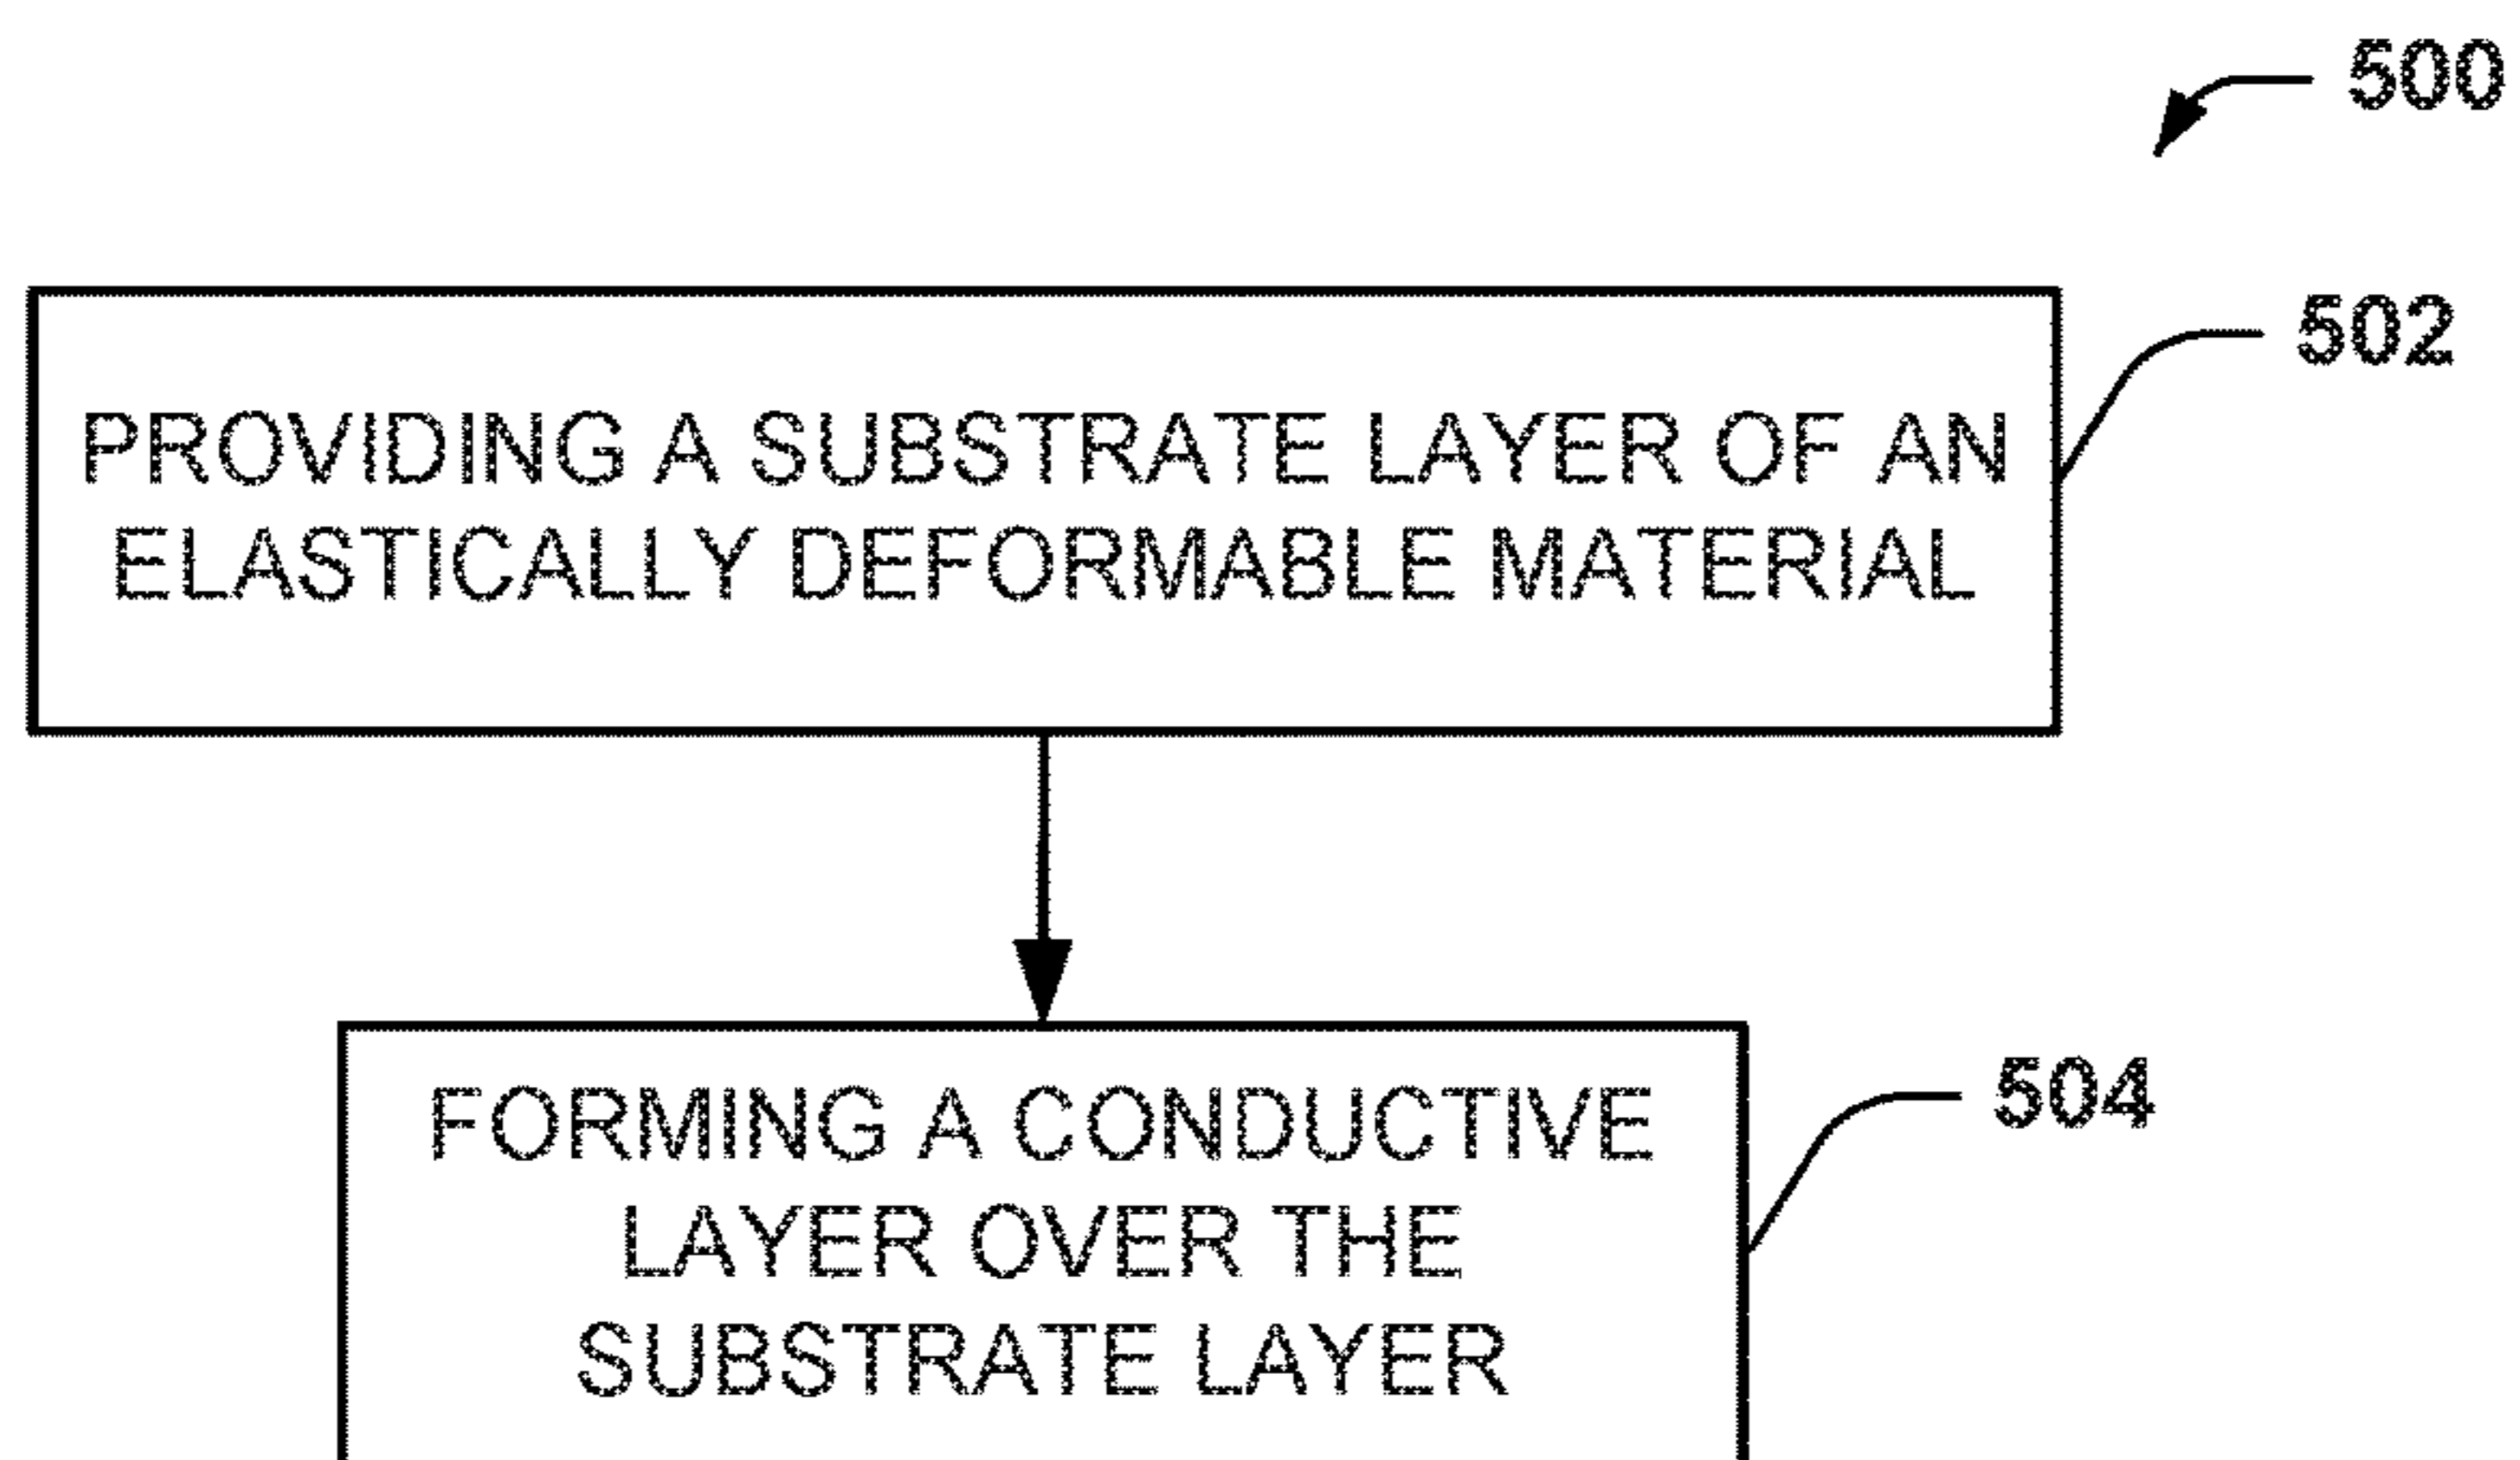 500
502
PROVIDING A SUBSTRATE LAYER OF AN
ELASTICALLY DEFORMABLE MATERIAL
504
FORMING A CONDUCTIVE
LAYER OVER THE
SUBSTRATE LAYER